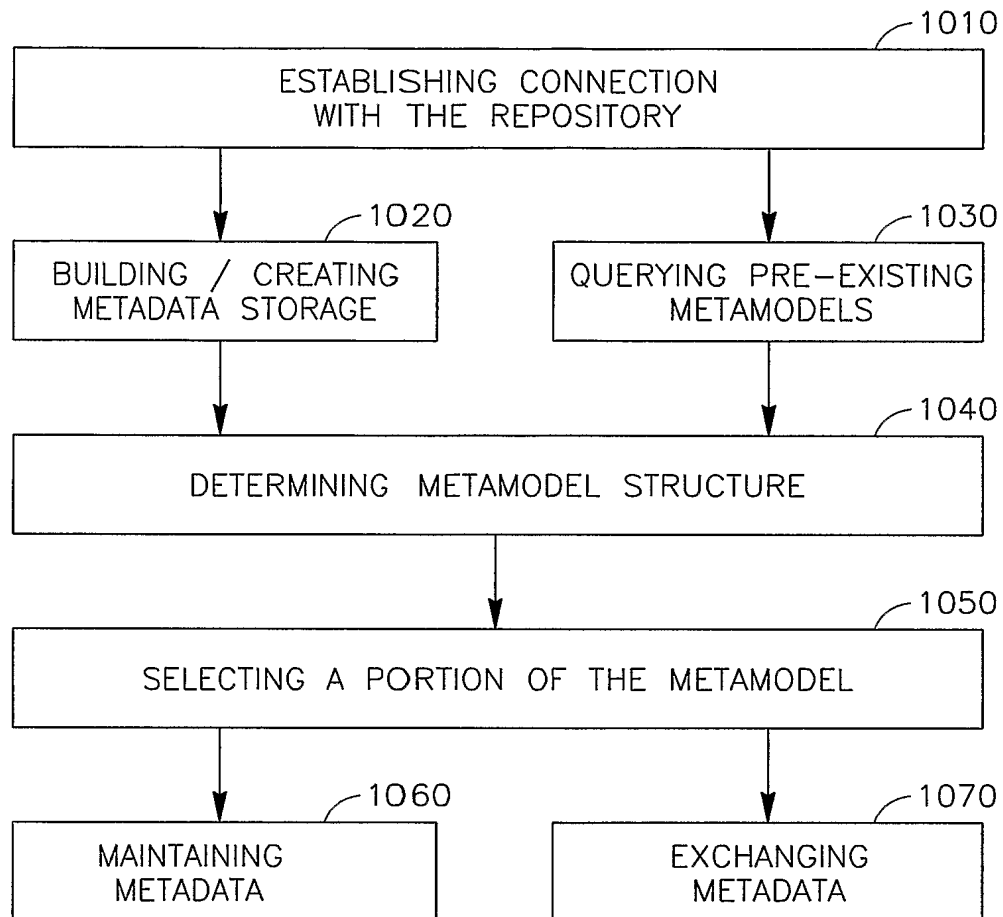 1010
ESTABLISHING CONNECTION
WITH THE REPOSITORY
1020
BUILDING / CREATING
METADATA STORAGE
1030
QUERYING PRE-EXISTING
METAMODELS
1040
DETERMINING METAMODEL STRUCTURE
1050
SELECTING A PORTION OF THE METAMODEL
1060
MAINTAINING
METADATA
1070
EXCHANGING
METADATA